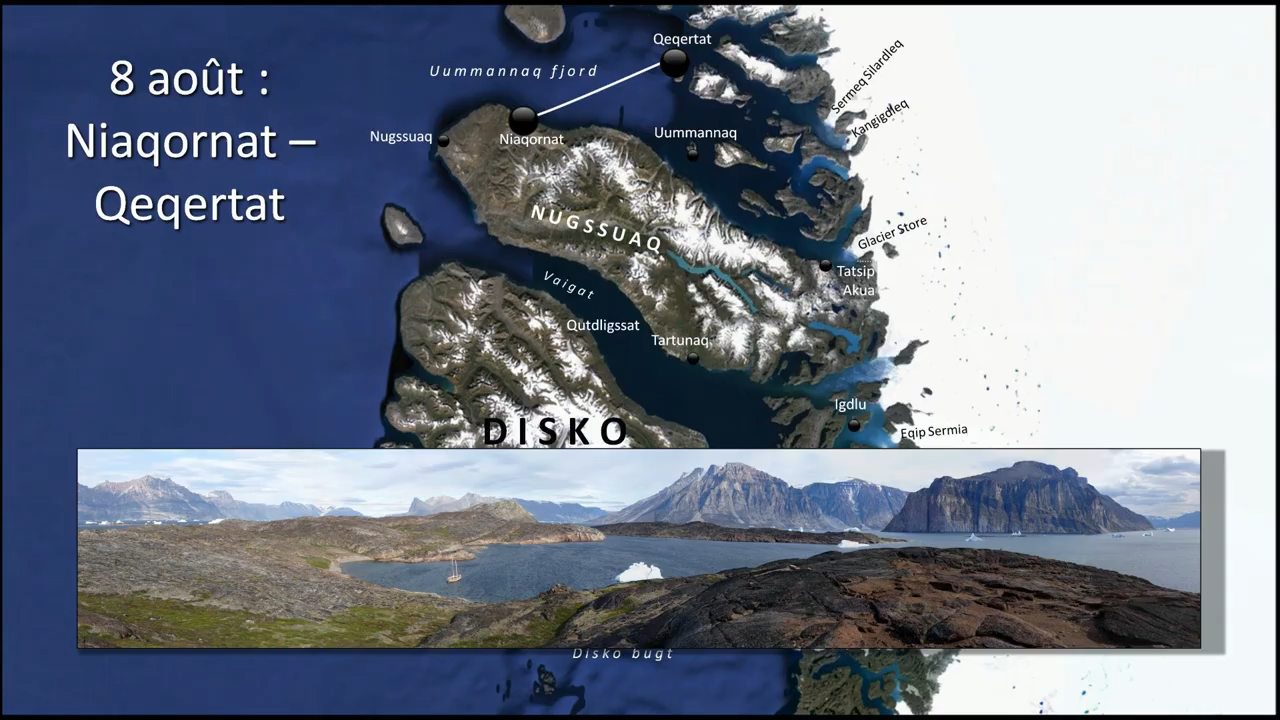 8 août :
Niaqornat –
Qeqertat
Qeqertat
Uummannaq fjord
Sermeq Silardleq
Kangigdleq
Nugssuaq
Niaqornat
Uummannaq
NUGSSUAQ
Glacier Store
Tatsip
Akua
Vaigat
Qutdligssat
Tartunaq
Igdlu
DISKO
Eqip Sermia
Disko bugt